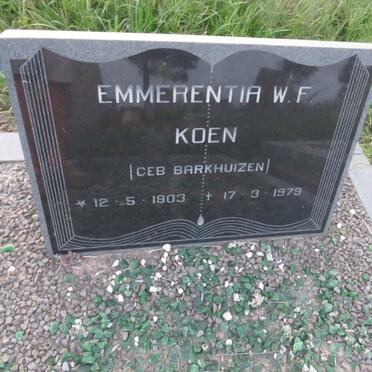 EMMERENTIA W.F.
KOEN
[GEB BARKHUIZEN]
* 12-5-1903 + 17-3-1979